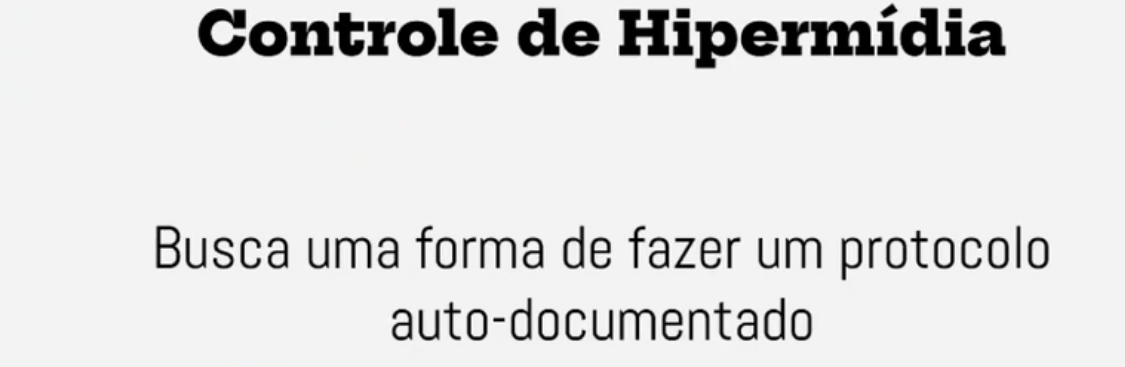 Controle de Hipermídia
Busca uma forma de fazer um protocolo
auto-documentado